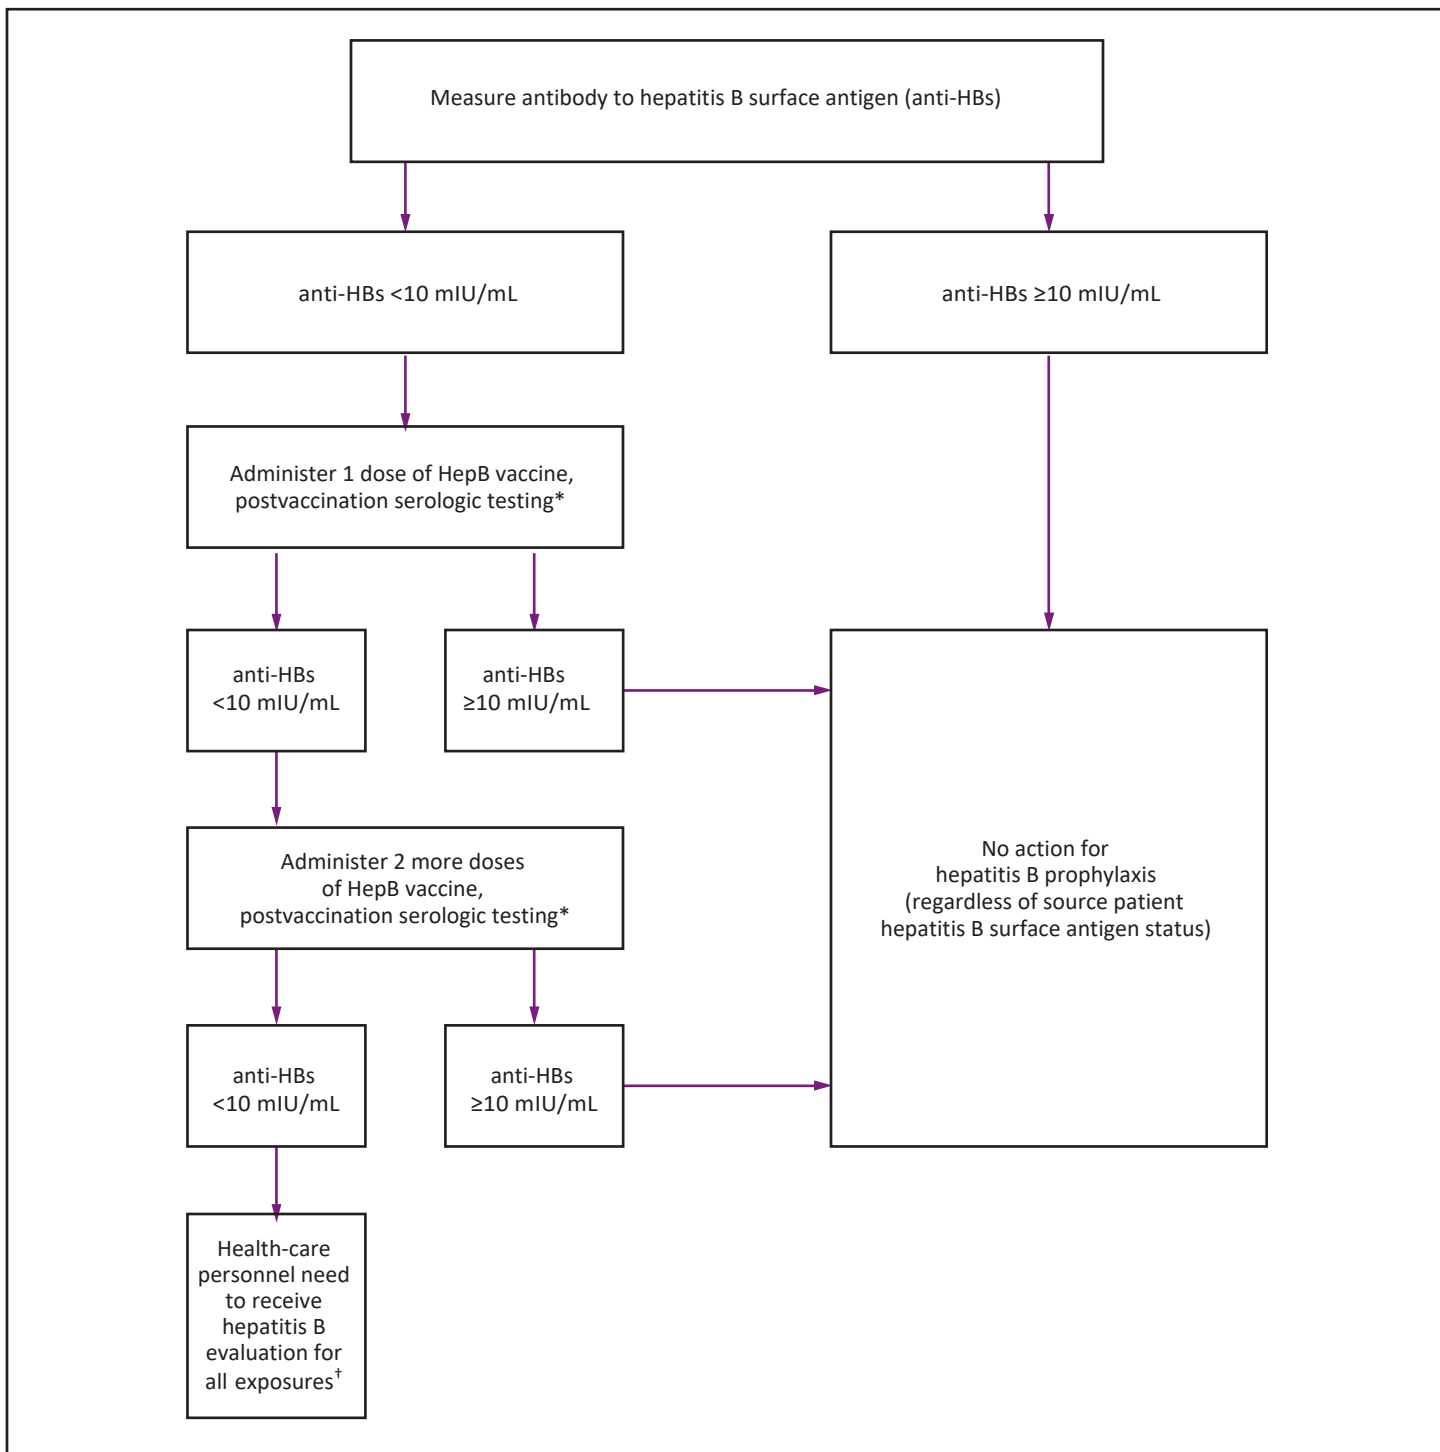 Measure antibody to hepatitis B surface antigen (anti-HBs)
anti-HBs <10 mIU/mL
anti-HBs ≥10 mIU/mL
Administer 1 dose of HepB vaccine,
postvaccination serologic testing*
anti-HBs
<10 mIU/mL
anti-HBs
≥10 mIU/mL
Administer 2 more doses
of HepB vaccine,
postvaccination serologic testing*
No action for
hepatitis B prophylaxis
(regardless of source patient
hepatitis B surface antigen status)
anti-HBs
<10 mIU/mL
anti-HBs
≥10 mIU/mL
Health-care
personnel need
to receive
hepatitis B
evaluation for
all exposures†